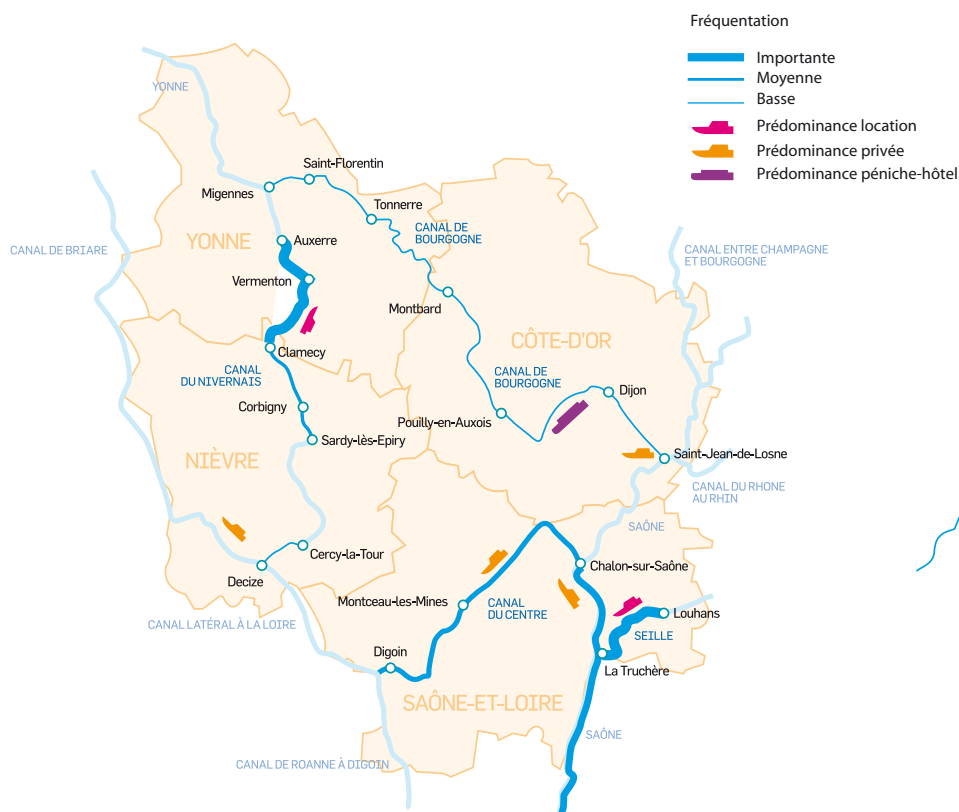 Fréquentation
Importante
Moyenne
Basse
Prédominance location
Prédominance privée
Prédominance péniche-hôtel
YONNE
Saint-Florentin
Migennes
Tonnerre
CANAL DE
BOURGOGNE
CANAL DE BRIARE
YONNE
Auxerre
CANAL ENTRE CHAMPAGNE
ET BOURGOGNE
Vermenton
Montbard
CÔTE-D'OR
Clamecy
CANAL
DU NIVERNAIS
CANAL DE
BOURGOGNE
Dijon
Corbigny
Pouilly-en-Auxois
Sardy-lès-Epiry
NIÈVRE
Saint-Jean-de-Losne
CANAL DU RHONE
AU RHIN
SAÔNE
Cercy-la-Tour
Chalon-sur-Saône
Decize
Montceau-les-Mines
CANAL
DU CENTRE
Louhans
CANAL LATÉRAL À LA LOIRE
SEILLE
Digoin
La Truchère
SAÔNE-ET-LOIRE
SAÔNE
CANAL DE ROANNE À DIGOIN